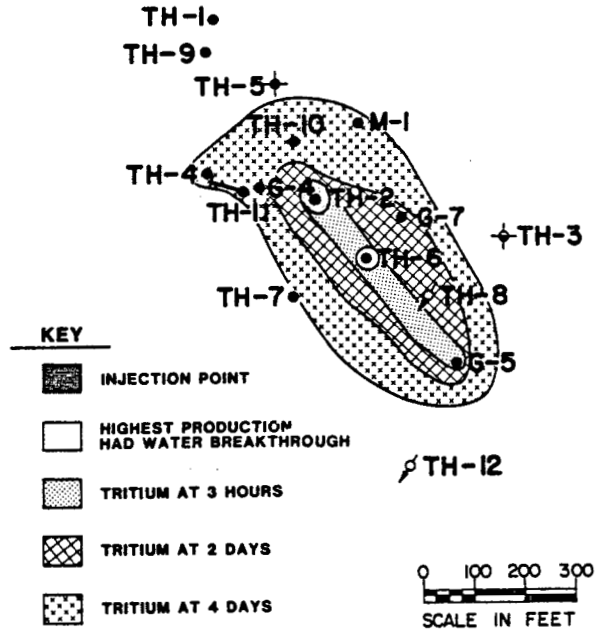 TH-1
TH-9
TH-5
TH-10
M-1
TH-4
G-4
TH-2
TH-11
G-7
TH-3
TH-6
TH-7
TH-8
G-5
TH-12
KEY
INJECTION POINT
HIGHEST PRODUCTION
HAD WATER BREAKTHROUGH
TRITIUM AT 3 HOURS
TRITIUM AT 2 DAYS
TRITIUM AT 4 DAYS
0 100 200 300
SCALE IN FEET